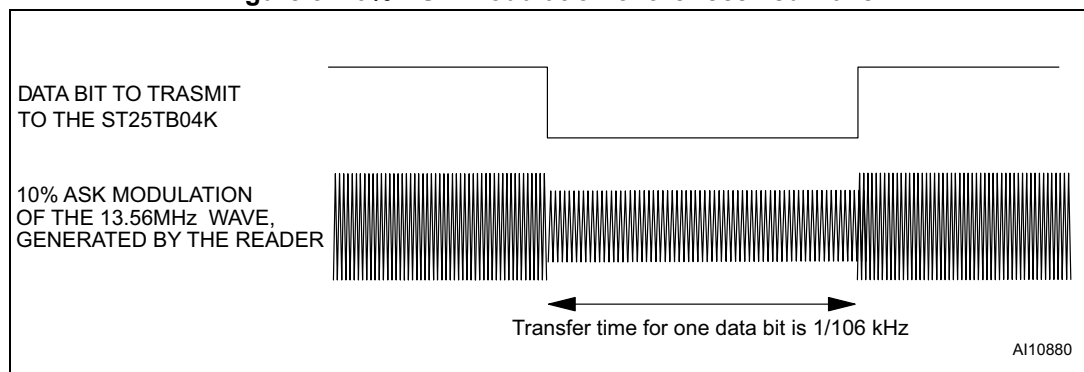 DATA BIT TO TRASMIT
TO THE ST25TB04K
10% ASK MODULATION
OF THE 13.56MHz WAVE,
GENERATED BY THE READER
Transfer time for one data bit is 1/106 kHz
AI10880